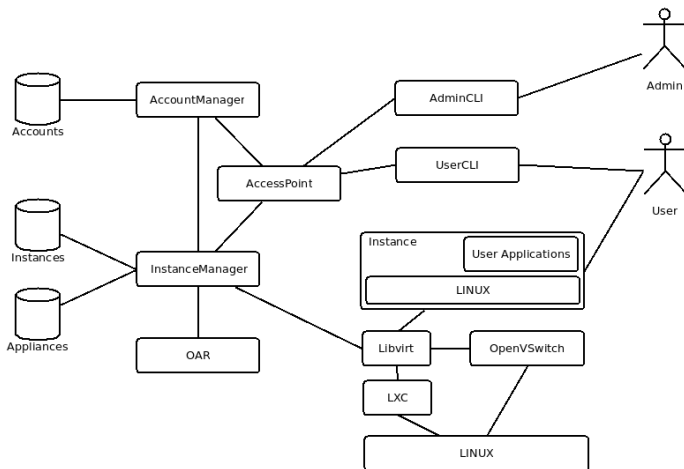 Admin
AccountManager
AdminCLI
Accounts
UserCLI
AccessPoint
User
Instance
User Applications
Instances
InstanceManager
LINUX
Appliances
OAR
Libvirt
OpenVSwitch
LXC
LINUX